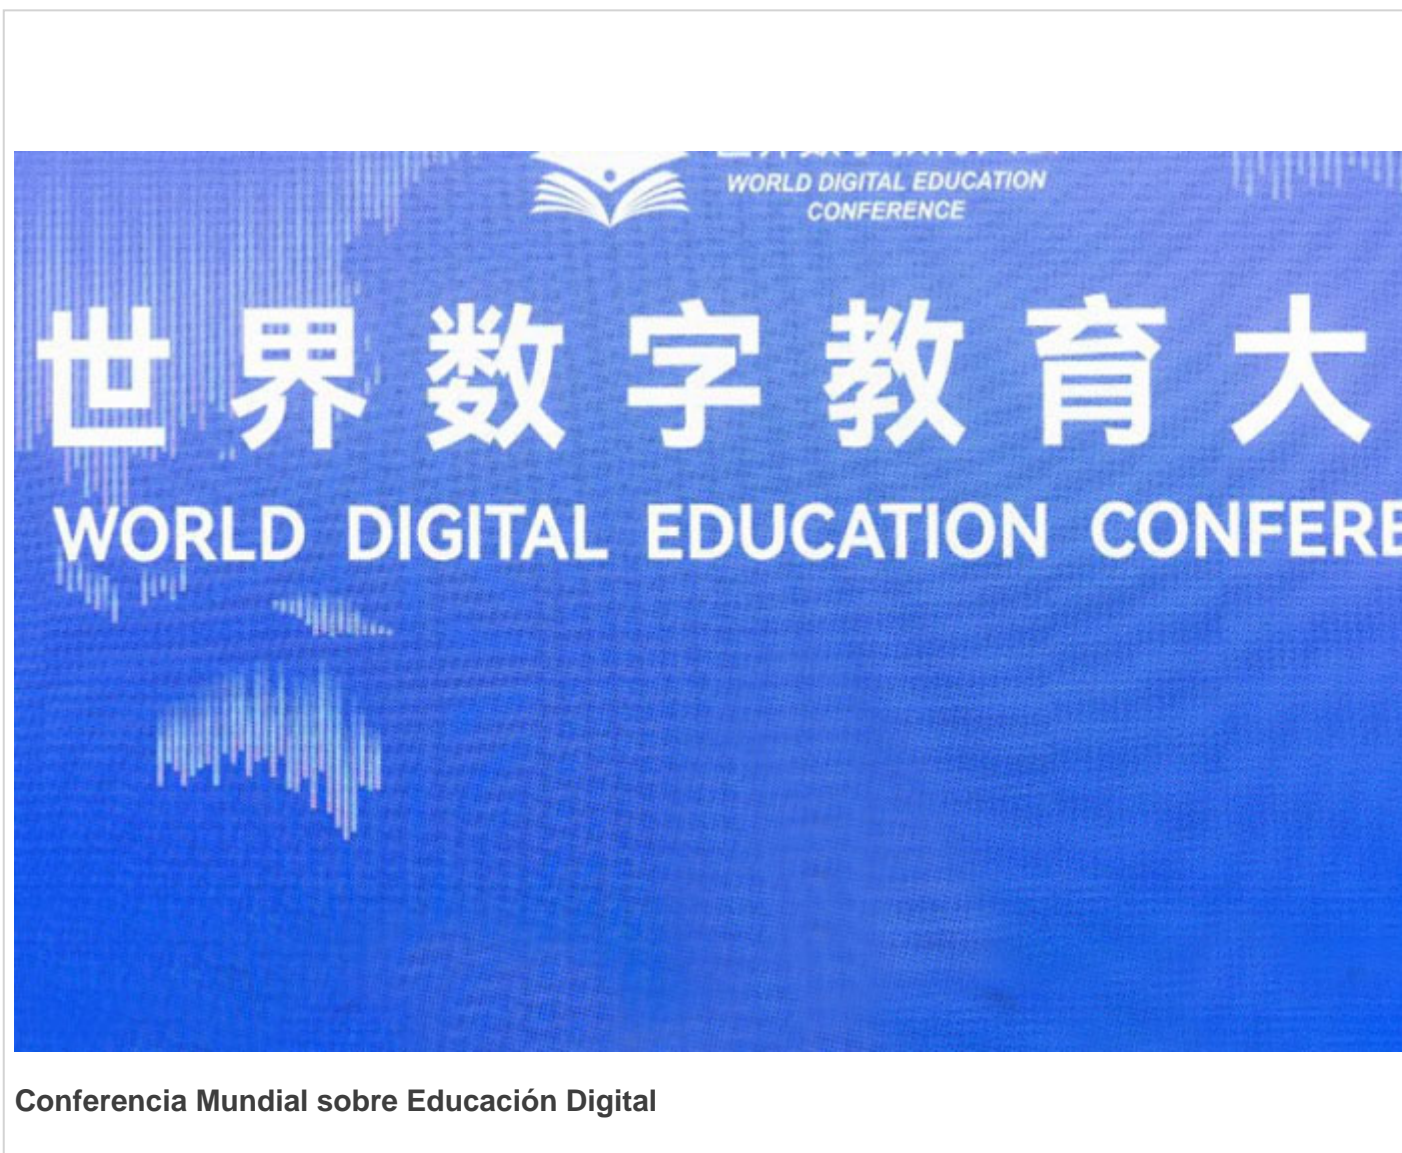 WORLD DIGITAL EDUCATION
CONFERENCE
世界数字教育大
WORLD DIGITAL EDUCATION CONFERE
Conferencia Mundial sobre Educación Digital